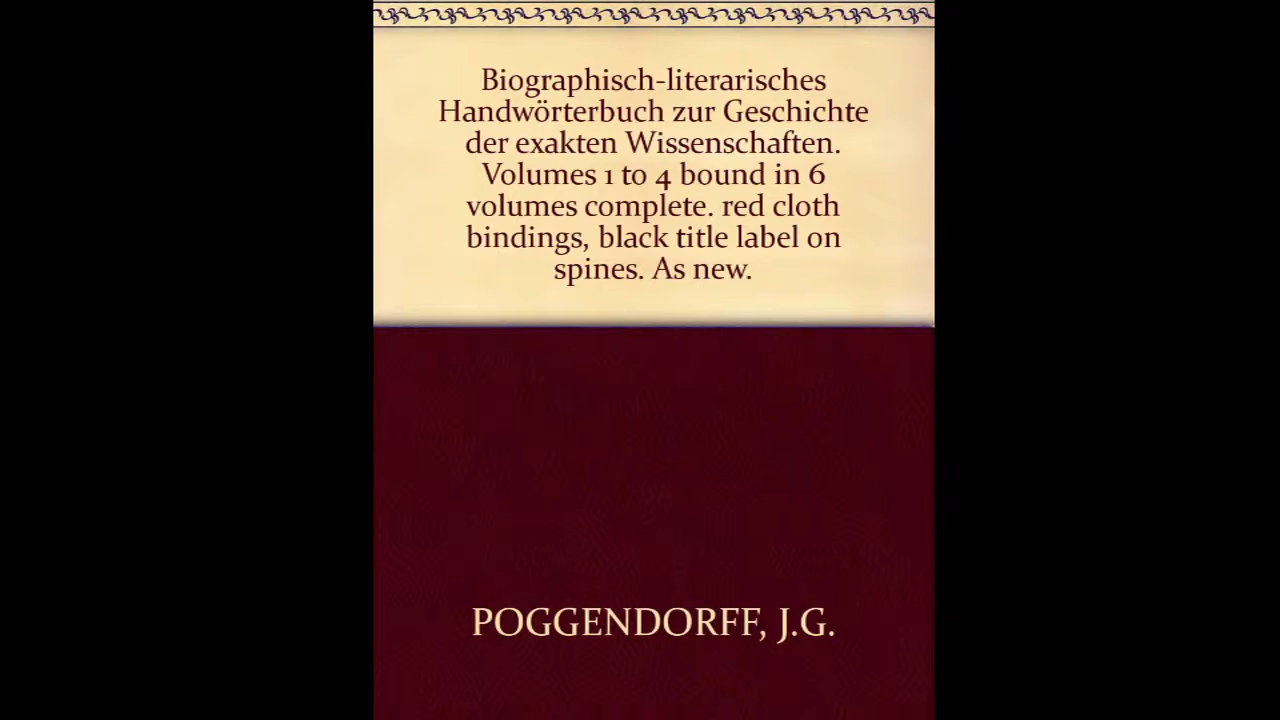 Biographisch-literarisches
Handwörterbuch zur Geschichte
der exakten Wissenschaften.
Volumes 1 to 4 bound in 6
volumes complete. red cloth
bindings, black title label on
spines. As new.
POGGENDORFF, J.G.